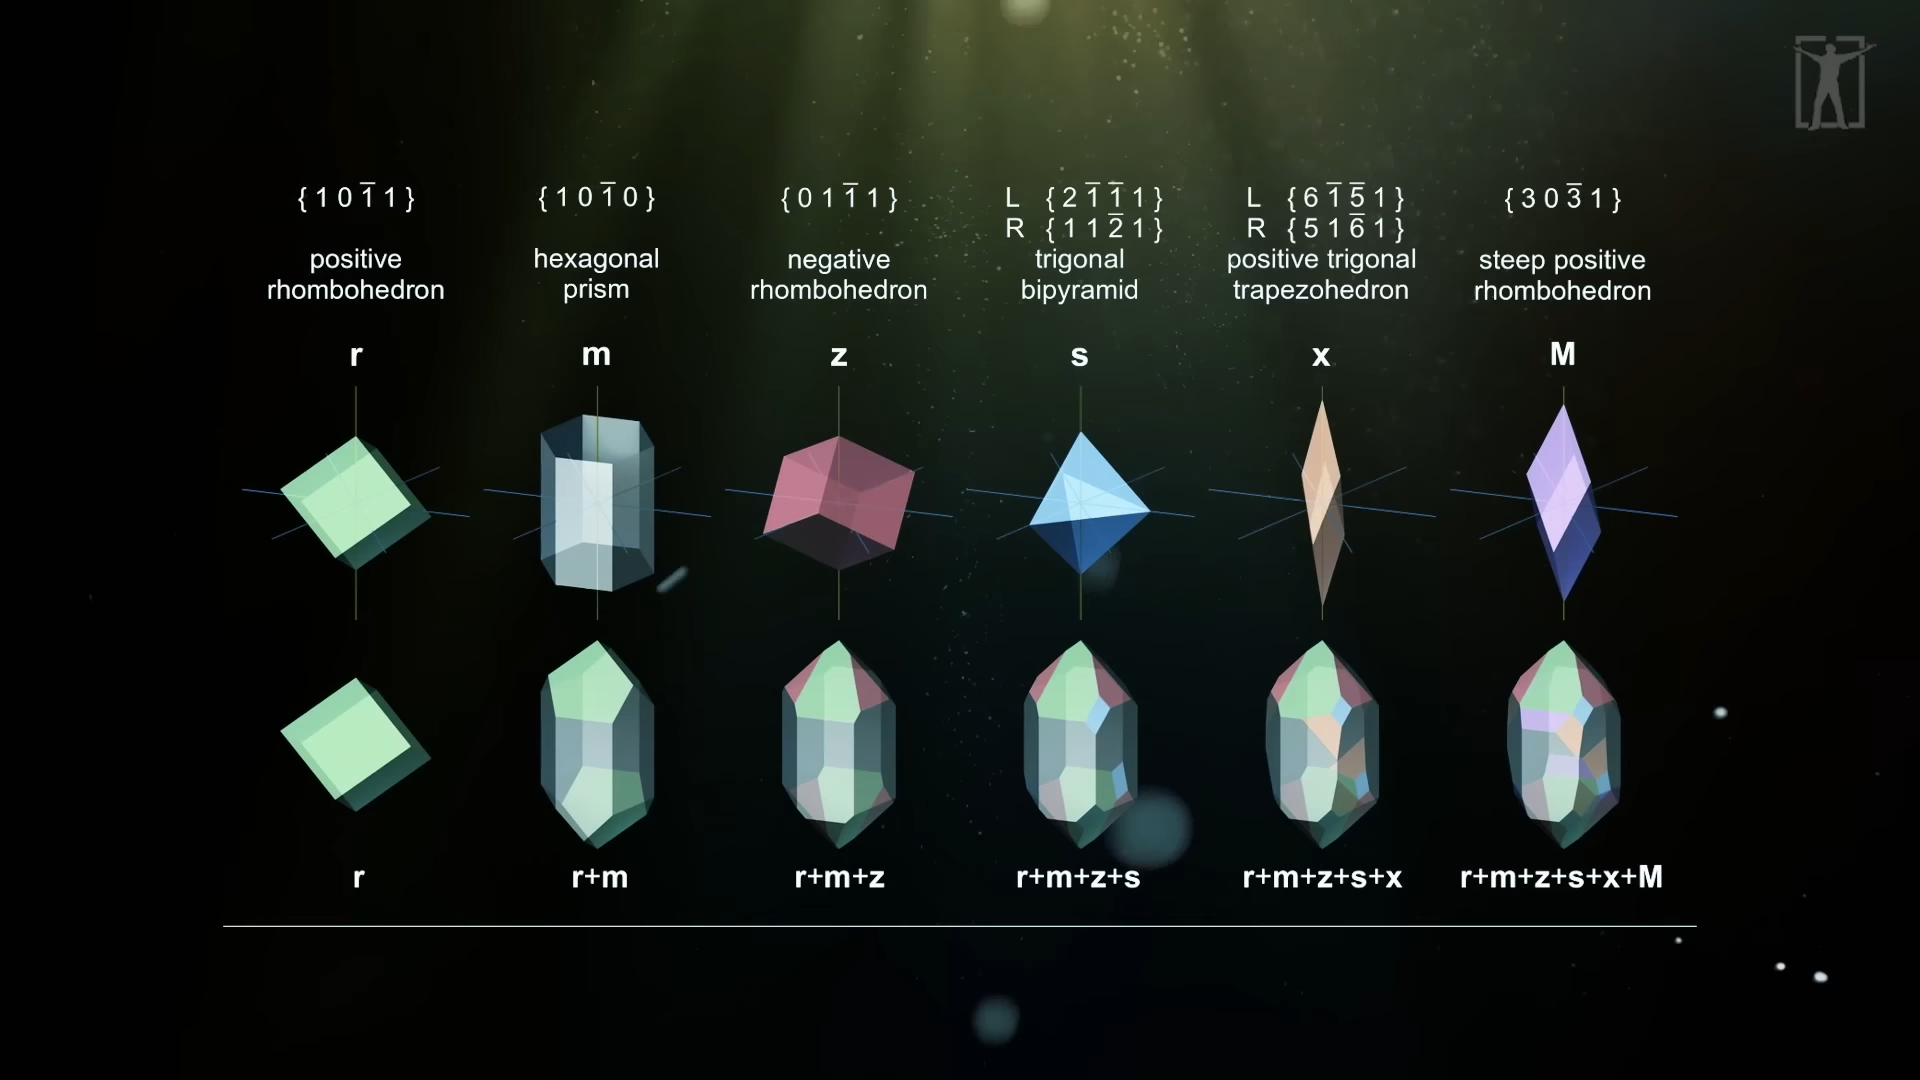 { 1 0 1̅ 1 }
{ 1 0 1̅ 0 }
{ 0 1 1̅ 1 }
L { 2 1̅ 1̅ 1 }
R { 1 1 2̅ 1 }
L { 6 1̅ 5̅ 1 }
R { 5 1 6̅ 1 }
{ 3 0 3̅ 1 }
positive
rhombohedron
hexagonal
prism
negative
rhombohedron
trigonal
bipyramid
positive trigonal
trapezohedron
steep positive
rhombohedron
r
m
z
s
x
M
r
r+m
r+m+z
r+m+z+s
r+m+z+s+x
r+m+z+s+x+M